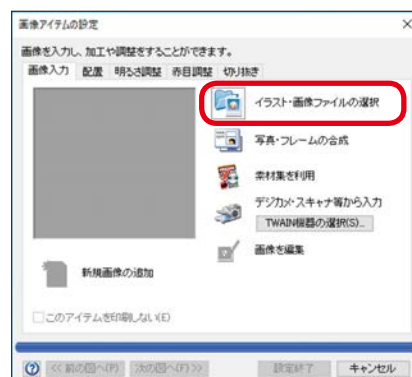 画像アイテムの設定
画像を入力し、加工や調整をすることができます。
画像入力 配置 明るさ調整 赤目調整 切り抜き
イラスト・画像ファイルの選択
写真・フレームの合成
素材集を利用
デジカメ・スキャナ等から入力
TWAIN機器の選択(S)...
画像を編集
新規画像の追加
このアイテムを印刷しない(E)
<< 前の図へ(P) 次の図へ(F) >> 設定終了 キャンセル